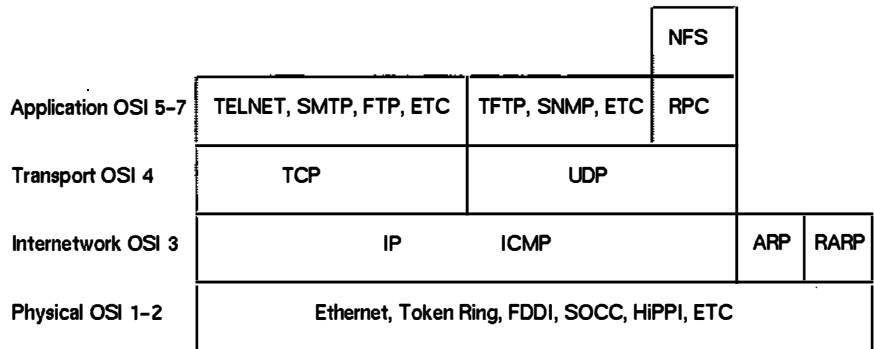 NFS
Application OSI 5-7 TELNET, SMTP, FTP, ETC TFTP, SNMP, ETC RPC
Transport OSI 4 TCP UDP
Internetwork OSI 3 IP ICMP ARP RARP
Physical OSI 1-2 Ethernet, Token Ring, FDDI, SOCC, HiPPI, ETC